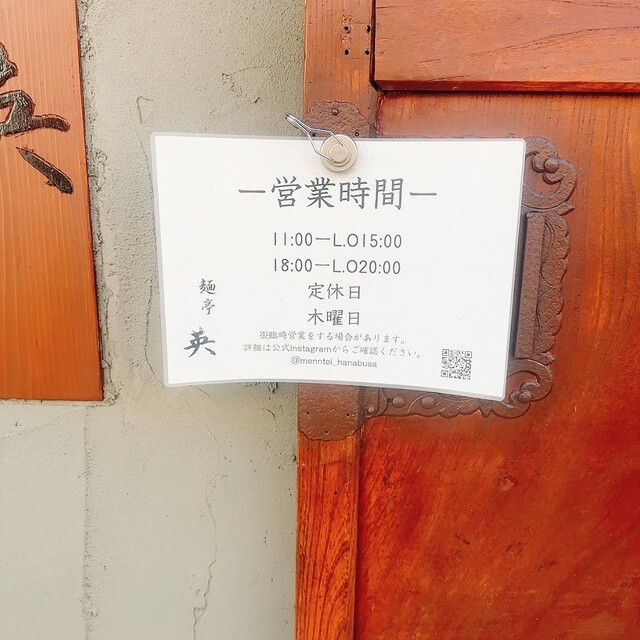 英
ー営業時間ー
11:00ーL.O15:00
18:00ーL.O20:00
定休日
木曜日
※臨時営業をする場合があります。
詳細は公式Instagramからご確認ください。
@menntei_hanabusa
麺亭
英